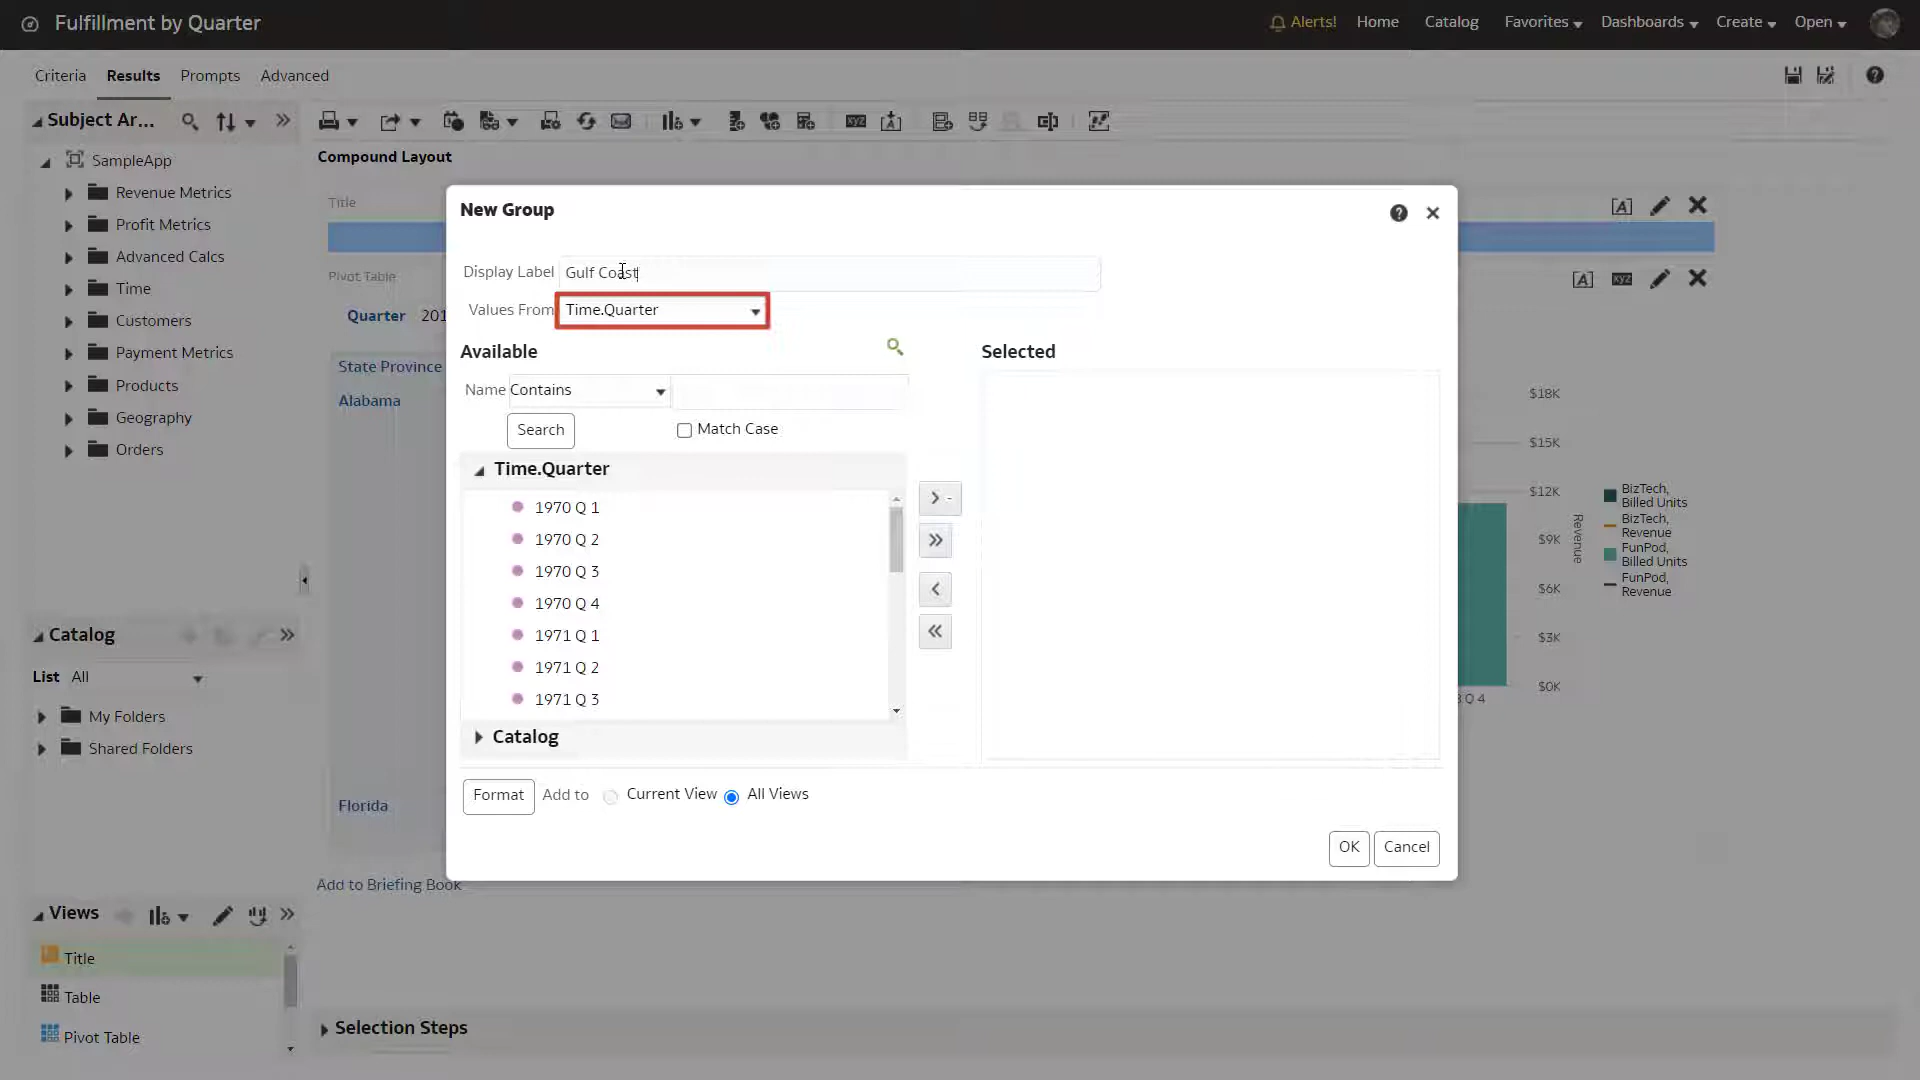 Fulfillment by Quarter
Alerts! Home Catalog Favorites Dashboards Create Open
Criteria Results Prompts Advanced
Subject Ar...
SampleApp
Revenue Metrics
Profit Metrics
Advanced Calcs
Time
Customers
Payment Metrics
Products
Geography
Orders
Catalog
List All
My Folders
Shared Folders
Views
Title
Table
Pivot Table
Compound Layout
Title
Pivot Table
Quarter 201
State Province
Alabama
Florida
Add to Briefing Book
Selection Steps
New Group
Display Label Gulf Coast
Values From Time.Quarter
Available
Name Contains
Search Match Case
Time.Quarter
1970 Q 1
1970 Q 2
1970 Q 3
1970 Q 4
1971 Q 1
1971 Q 2
1971 Q 3
Catalog
Selected
Format Add to Current View All Views
OK Cancel
$18K
$15K
$12K
$9K
$6K
$3K
$0K
Revenue
Q 4
BizTech,
Billed Units
BizTech,
Revenue
FunPod,
Billed Units
FunPod,
Revenue